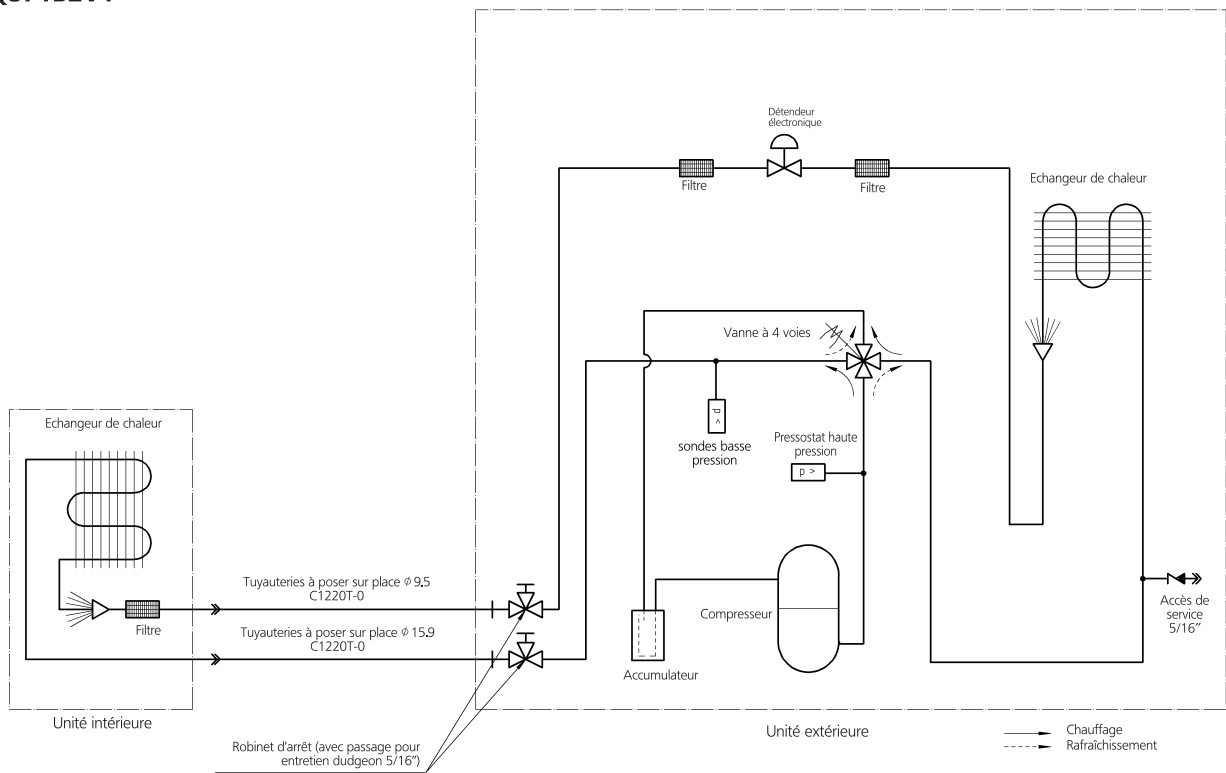 Détendeur
électronique
Filtre
Filtre
Echangeur de chaleur
Vanne à 4 voies
p <
sondes basse
pression
Pressostat haute
pression
p >
Echangeur de chaleur
Filtre
Tuyauteries à poser sur place ϕ 9.5
C1220T-0
Tuyauteries à poser sur place ϕ 15.9
C1220T-0
Compresseur
Accumulateur
Accès de
service
5/16"
Unité intérieure
Robinet d'arrêt (avec passage pour
entretien dudgeon 5/16")
Unité extérieure
Chauffage
Rafraîchissement